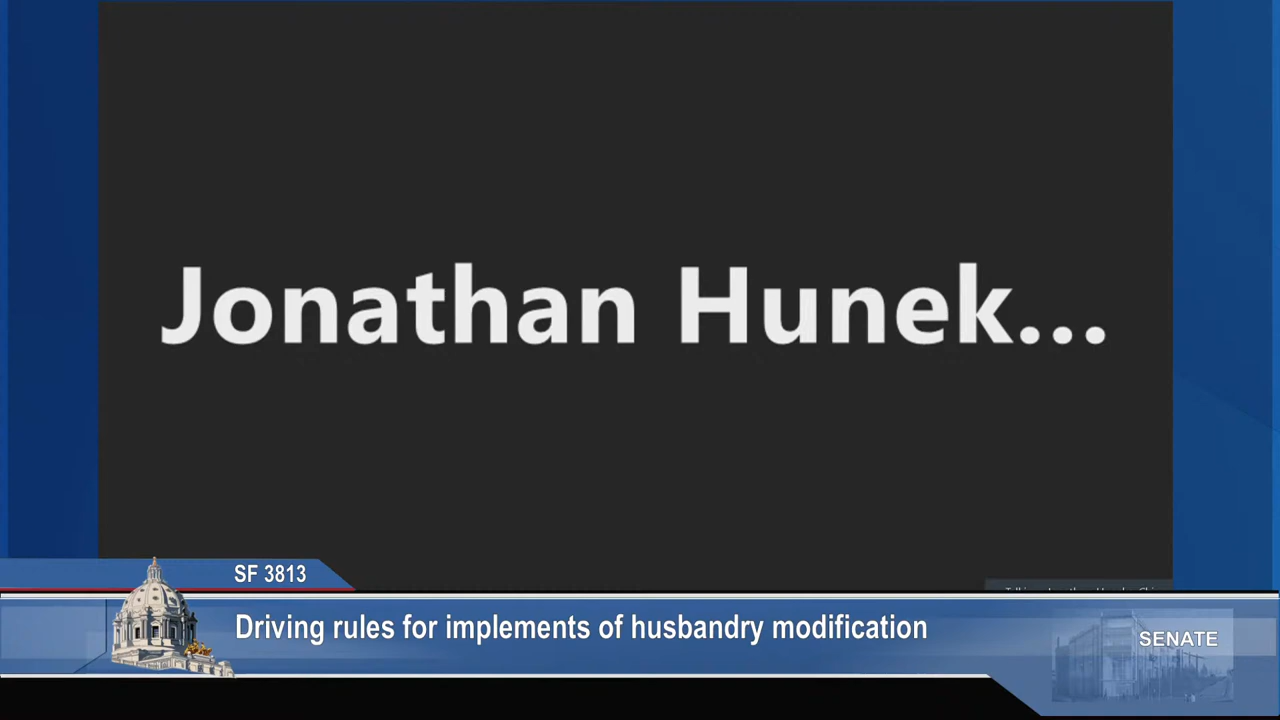 Jonathan Hunek...
SF 3813
Driving rules for implements of husbandry modification
SENATE